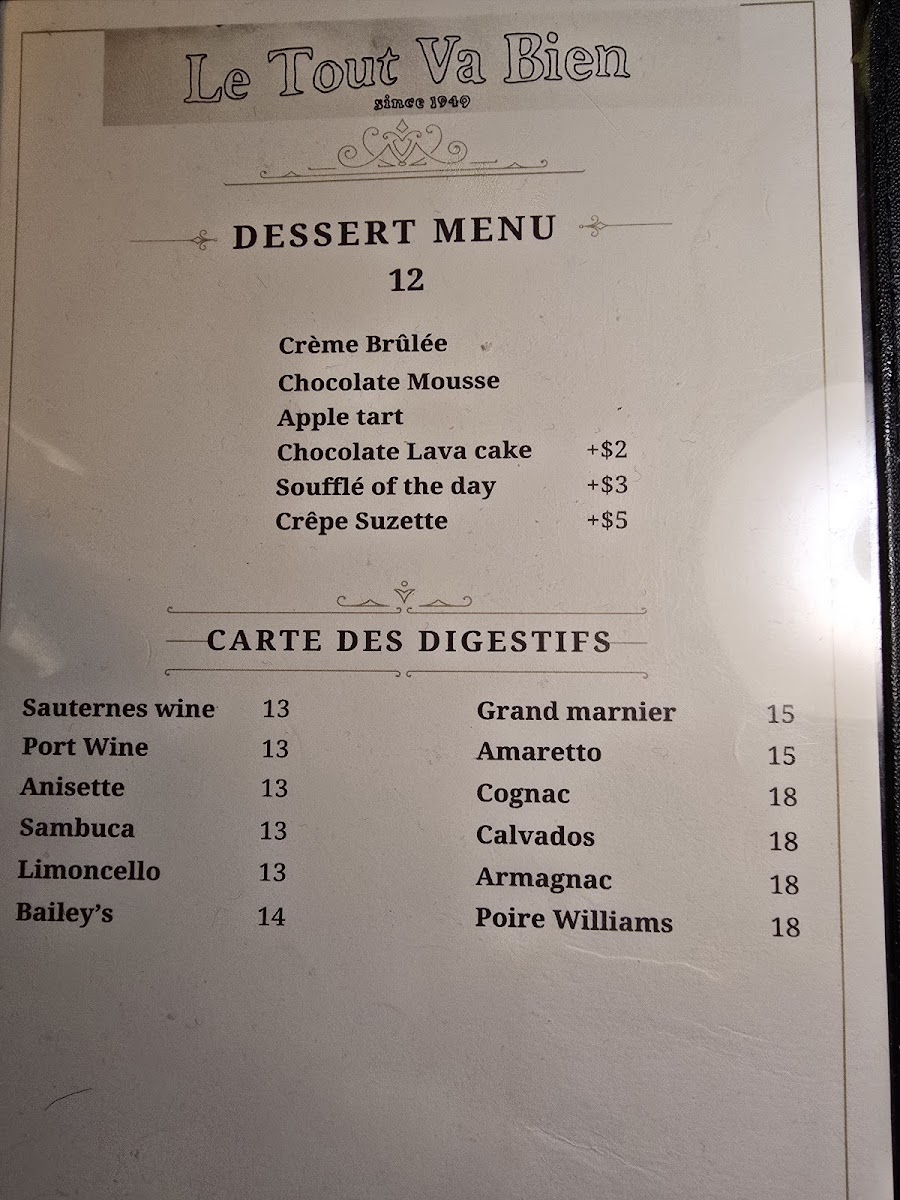 Le Tout Va Bien
since 1949
DESSERT MENU
12
Crème Brûlée
Chocolate Mousse
Apple tart
Chocolate Lava cake +$2
Soufflé of the day +$3
Crêpe Suzette +$5
CARTE DES DIGESTIFS
Sauternes wine 13 Grand marnier 15
Port Wine 13 Amaretto 15
Anisette 13 Cognac 18
Sambuca 13 Calvados 18
Limoncello 13 Armagnac 18
Bailey's 14 Poire Williams 18